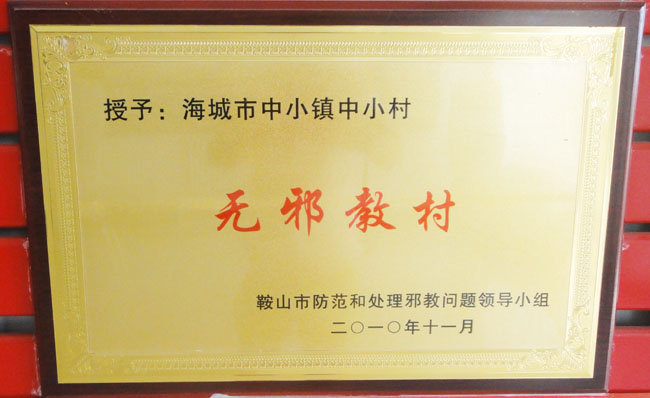 授予：海城市中小镇中小村
无邪教村
鞍山市防范和处理邪教问题领导小组
二〇一〇年十一月